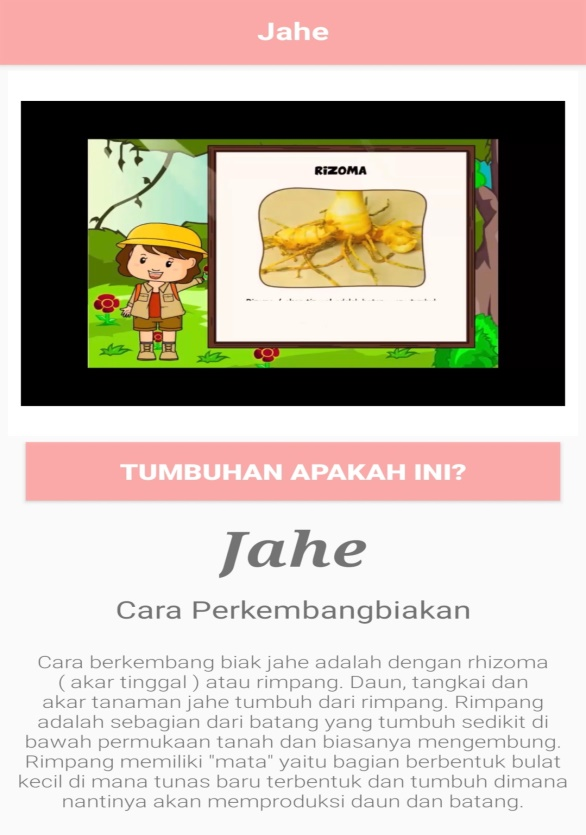 Jahe
RIZOMA
TUMBUHAN APAKAH INI?
Jahe
Cara Perkembangbiakan
Cara berkembang biak jahe adalah dengan rhizoma
( akar tinggal ) atau rimpang. Daun, tangkai dan
akar tanaman jahe tumbuh dari rimpang. Rimpang
adalah sebagian dari batang yang tumbuh sedikit di
bawah permukaan tanah dan biasanya mengembung.
Rimpang memiliki "mata" yaitu bagian berbentuk bulat
kecil di mana tunas baru terbentuk dan tumbuh dimana
nantinya akan memproduksi daun dan batang.